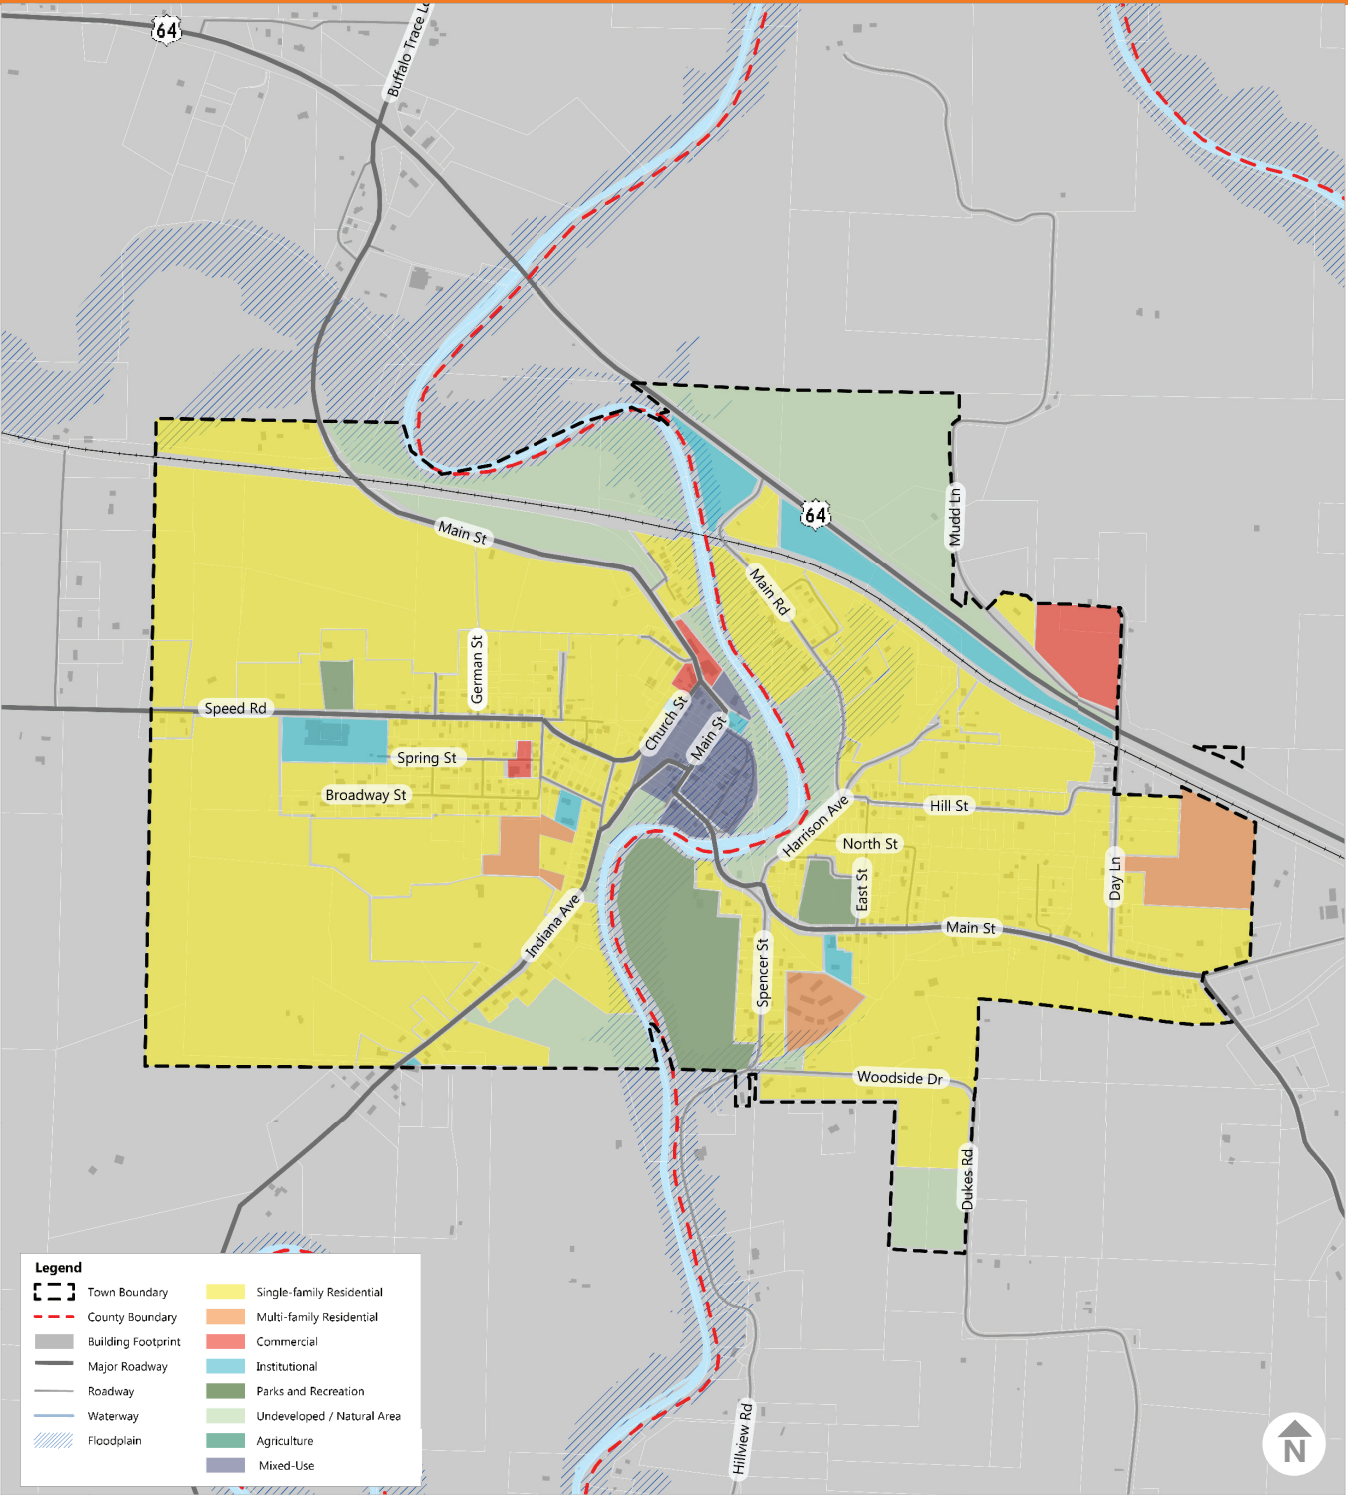 64
Buffalo Trace Lo
Main St
64
Mudd Ln
Main Rd
German St
Speed Rd
Church St
Main St
Spring St
Broadway St
Harrison Ave
Hill St
North St
East St
Day Ln
Main St
Indiana Ave
Spencer St
Woodside Dr
Dukes Rd
Hillview Rd
N
Legend
Town Boundary
County Boundary
Building Footprint
Major Roadway
Roadway
Waterway
Floodplain
Single-family Residential
Multi-family Residential
Commercial
Institutional
Parks and Recreation
Undeveloped / Natural Area
Agriculture
Mixed-Use